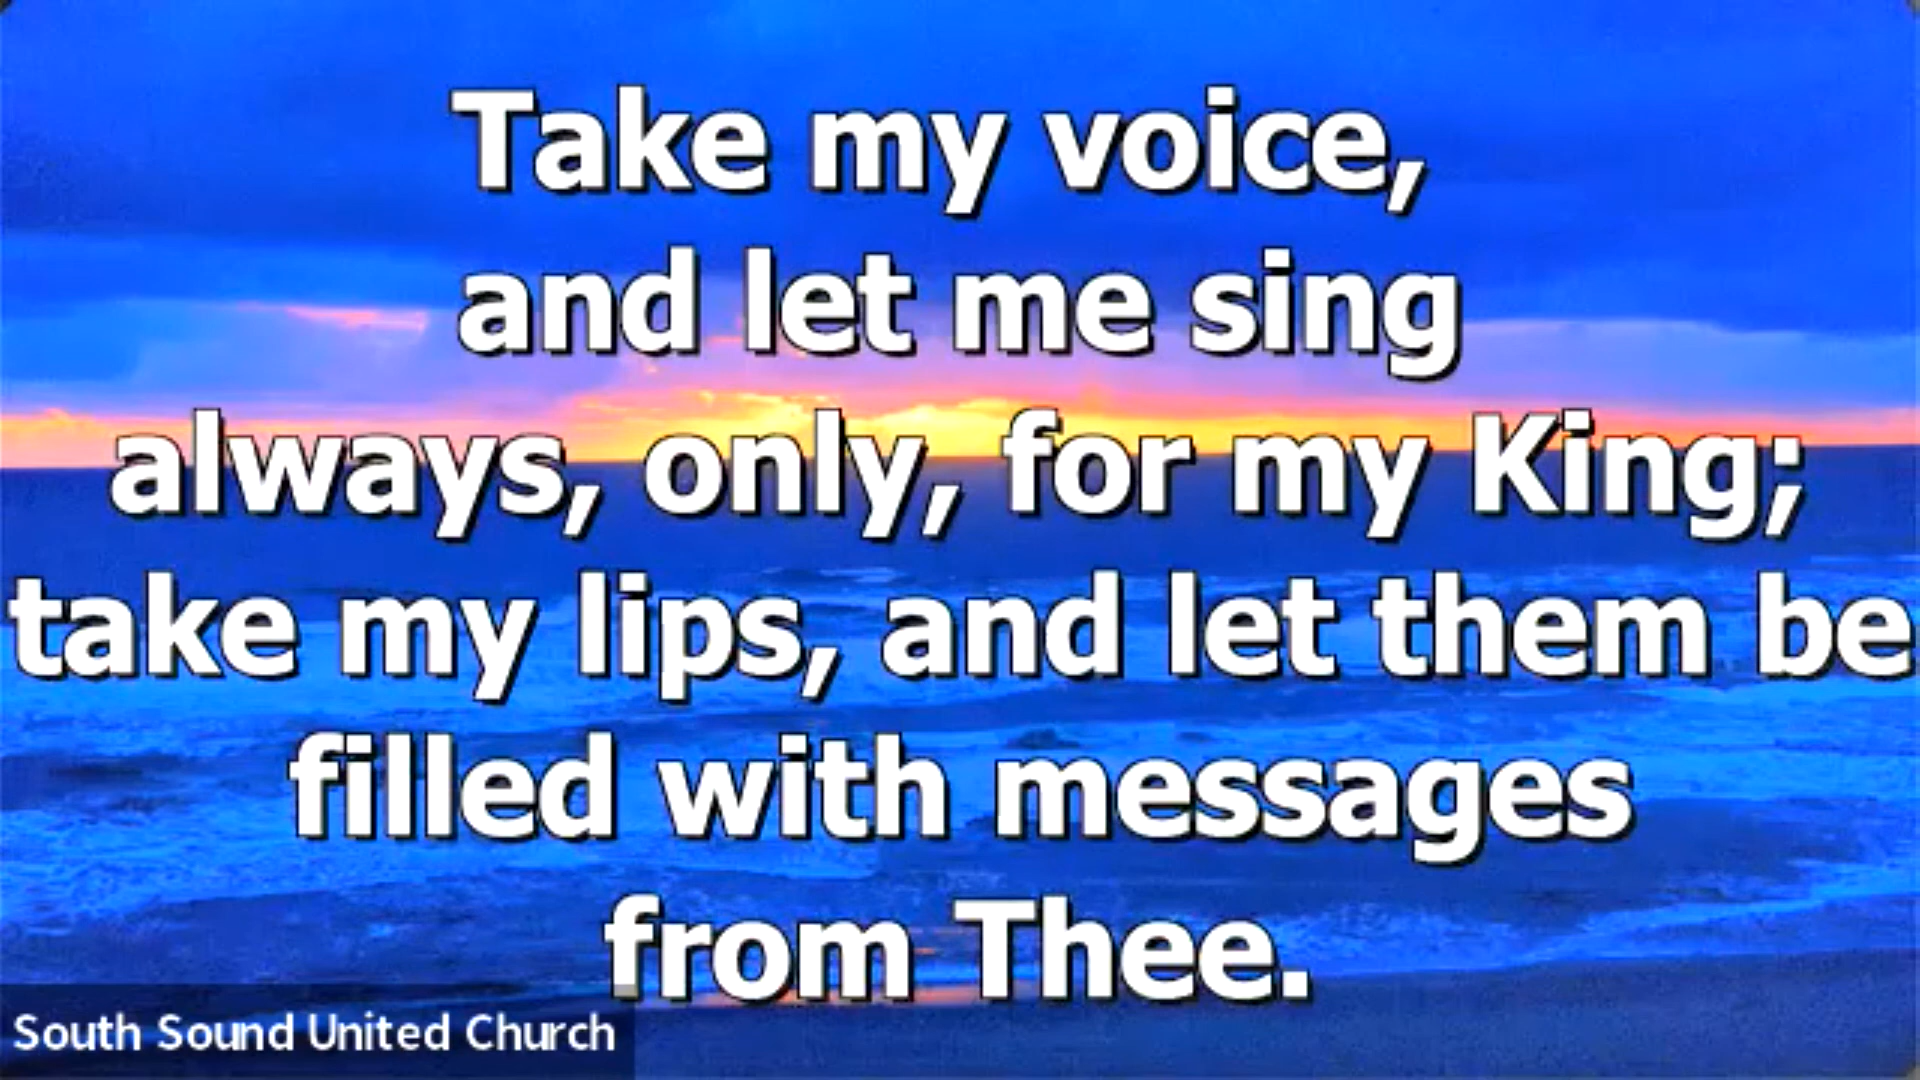 Take my voice,
and let me sing
always, only, for my King;
take my lips, and let them be
filled with messages
from Thee.
South Sound United Church